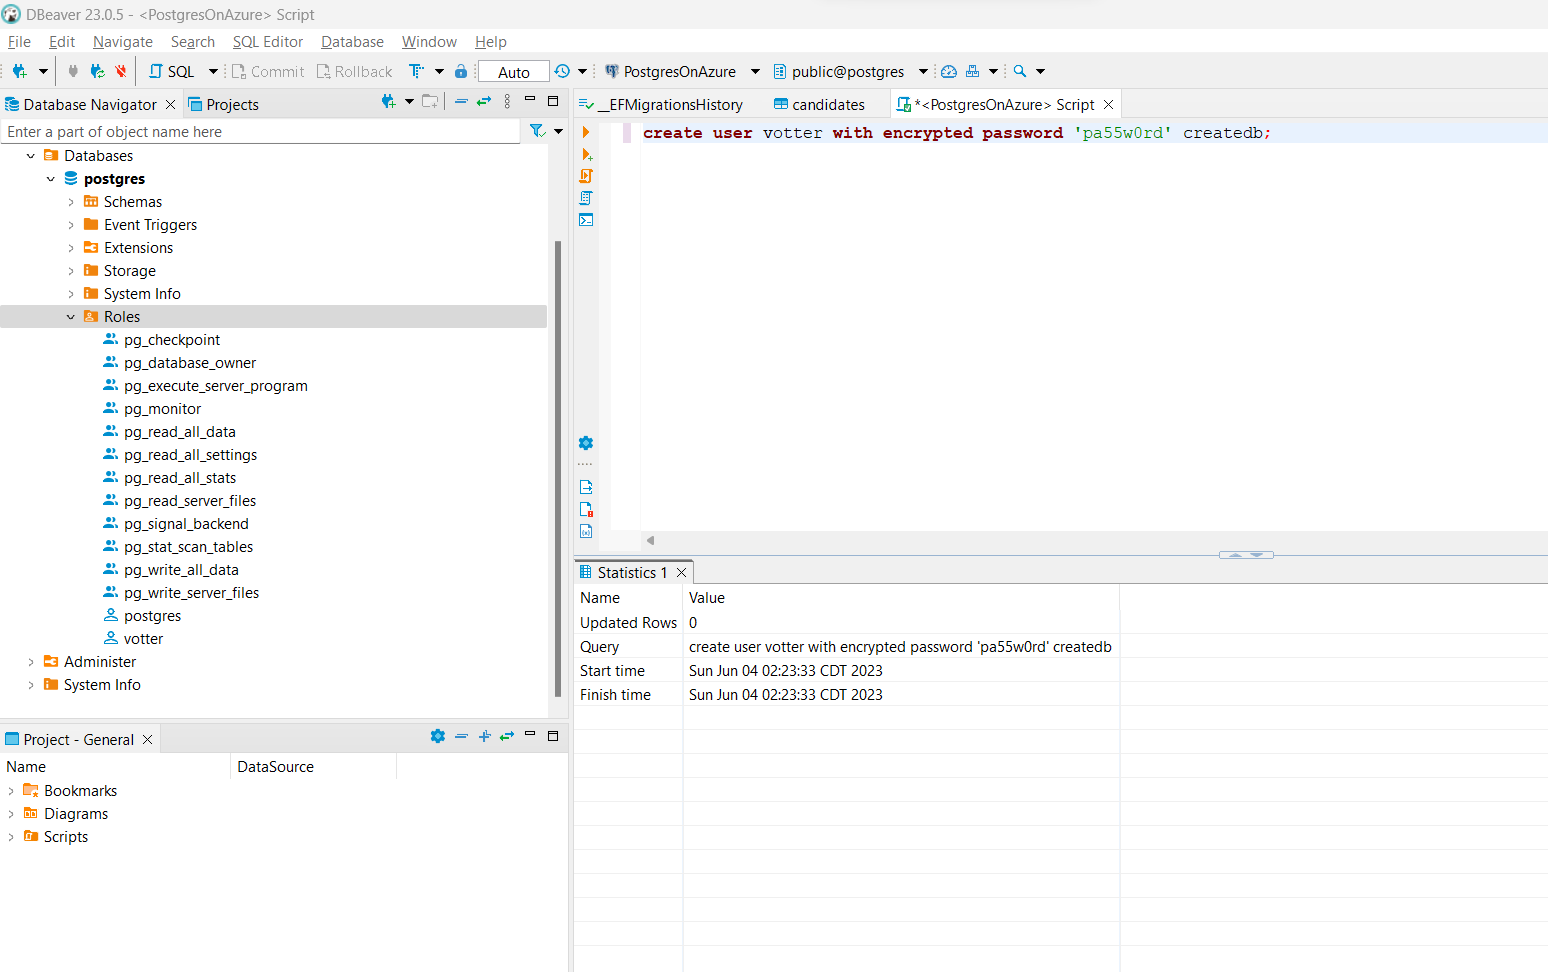 DBeaver 23.0.5 - <PostgresOnAzure> Script
File Edit Navigate Search SQL Editor Database Window Help
SQL Commit Rollback Auto PostgresOnAzure public@postgres
Database Navigator Projects
Enter a part of object name here
Databases
postgres
Schemas
Event Triggers
Extensions
Storage
System Info
Roles
pg_checkpoint
pg_database_owner
pg_execute_server_program
pg_monitor
pg_read_all_data
pg_read_all_settings
pg_read_all_stats
pg_read_server_files
pg_signal_backend
pg_stat_scan_tables
pg_write_all_data
pg_write_server_files
postgres
votter
Administer
System Info
Project - General
Name DataSource
Bookmarks
Diagrams
Scripts
__EFMigrationsHistory candidates *<PostgresOnAzure> Script
create user votter with encrypted password 'pa55w0rd' createdb;
Statistics 1
Name Value
Updated Rows 0
Query create user votter with encrypted password 'pa55w0rd' createdb
Start time Sun Jun 04 02:23:33 CDT 2023
Finish time Sun Jun 04 02:23:33 CDT 2023